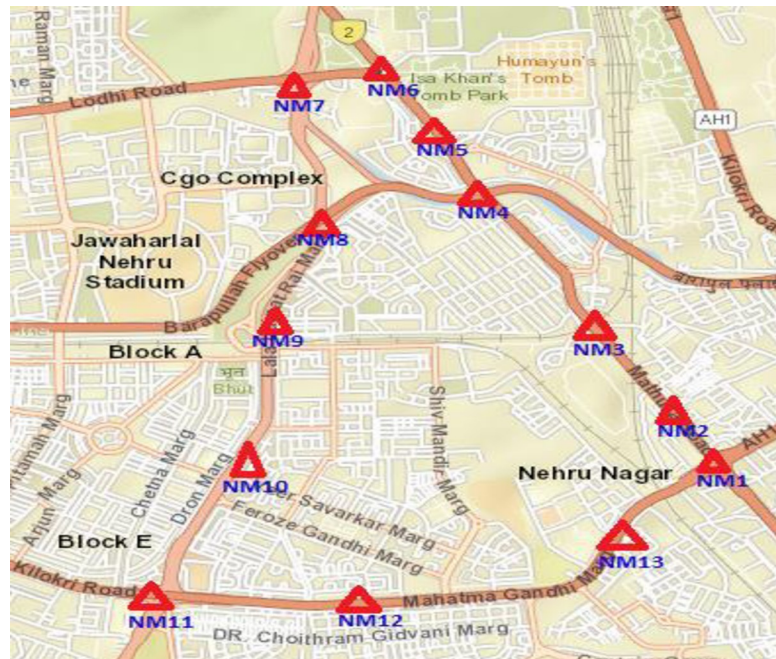 Raman Marg
2
Humayun's
Tomb
Isa Khan's
Tomb Park
NM6
NM7
Lodhi Road
AH1
NM5
Kilokri Road
Cgo Complex
NM4
NM8
Jawaharlal
Nehru
Stadium
Barapullah Flyover
NM9
NM3
Block A
भून
Bhut
Shiv Mandir Marg
NM2
AH1
NM1
Nehru Nagar
Chetna Marg
Dron Marg
Arjun Marg
NM10
Savarkar Marg
Feroze Gandhi Marg
Block E
NM13
Kilokri Road
Mahatma Gandhi Marg
NM11
NM12
DR. Choithram Gidvani Marg